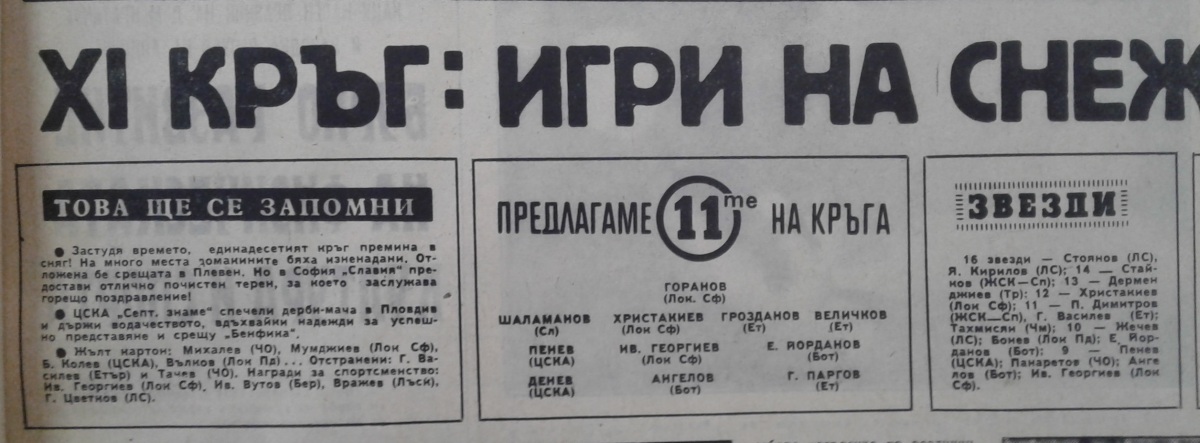 XI КРЪГ: ИГРИ НА СНЕЖ
ТОВА ЩЕ СЕ ЗАПОМНИ
● Застудя времето, единадесетият кръг премина в
сняг! На много места домакините бяха изненадани. От-
ложена бе срещата в Плевен. Но в София „Славия" пре-
достави отлично почистен терен, за което заслужава
горещо поздравление!
● ЦСКА „Септ. знаме" спечели дерби-мача в Пловдив
и държи водачеството, вдъхвайки надежди за успеш-
но представяне и срещу „Бенфика".
● Жълт картон: Михалев (ЧО), Мумджиев (Лок Сф),
Б. Колев (ЦСКА), Вълков (Лок Пд)... Отстранени: Г. Ва-
силев (Етър) и Тачев (ЧО). Награди за спортсменство:
Ив. Георгиев (Лок Сф), Ив. Вутов (Бер), Вражев (Лъски),
Г. Цветков (ЛС).
ПРЕДЛАГАМЕ 11те НА КРЪГА
ГОРАНОВ
(Лок. Сф)
ШАЛАМАНОВ ХРИСТАКИЕВ ГРОЗДАНОВ ВЕЛИЧКОВ
(Сл) (Лок Сф) (Ет) (Ет)
ПЕНЕВ ИВ. ГЕОРГИЕВ Е. ЙОРДАНОВ
(ЦСКА) (Лок Сф) (Бот)
ДЕНЕВ АНГЕЛОВ Г. ПАРГОВ
(ЦСКА) (Бот) (Ет)
ЗВЕЗДИ
16 звезди — Стоянов (ЛС),
Я. Кирилов (ЛС); 14 — Стай-
ков (ЖСК—Сп); 13 — Дермен
джиев (Тр); 12 — Христакиев
(Лок Сф); 11 — П. Димитров
(ЖСК—Сп), Г. Василев (Ет);
Тахмисян (Чм); 10 — Жечев
(ЛС); Бонев (Лок Пд); Е. Йор-
данов (Бот); 9 — Пенев
(ЦСКА); Панаретов (ЧО); Анге
лов (Бот); Ив. Георгиев (Лок
Сф).